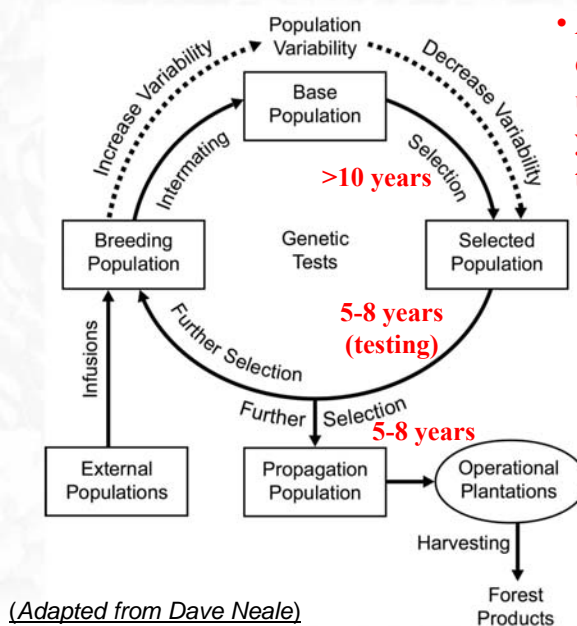 Population
Variability
Increase Variability
Decrease Variability
Base
Population
Intermating
Selection
>10 years
Breeding
Population
Genetic
Tests
Selected
Population
5-8 years
(testing)
Further Selection
Infusions
Further Selection
5-8 years
External
Populations
Propagation
Population
Operational
Plantations
Harvesting
Forest
Products
(Adapted from Dave Neale)